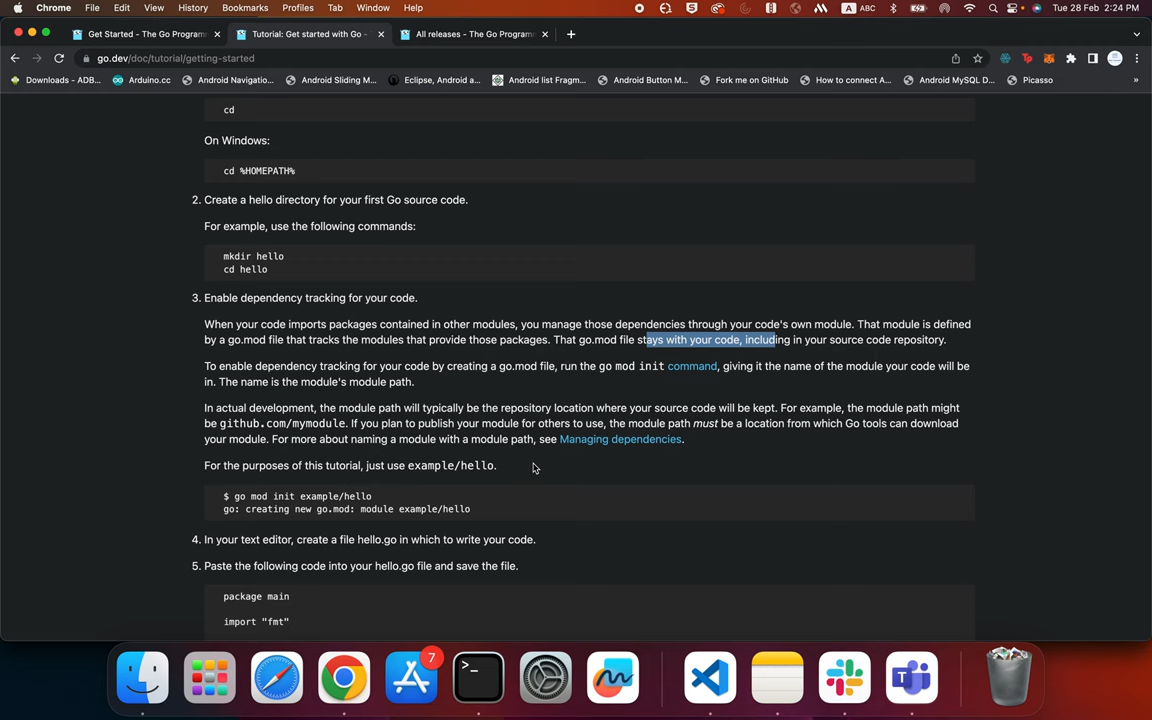 Chrome File Edit View History Bookmarks Profiles Tab Window Help ABC Tue 28 Feb 2:24 PM
Get Started - The Go Program Tutorial: Get started with Go - All releases - The Go Program
go.dev/doc/tutorial/getting-started
Downloads - ADB... Arduino.cc Android Navigatio... Android Sliding M... Eclipse, Android a... Android list Fragm... Android Button M... Fork me on GitHub How to connect A... Android MySQL D... Picasso »
cd
On Windows:
cd %HOMEPATH%
2. Create a hello directory for your first Go source code.
For example, use the following commands:
mkdir hello
cd hello
3. Enable dependency tracking for your code.
When your code imports packages contained in other modules, you manage those dependencies through your code's own module. That module is defined
by a go.mod file that tracks the modules that provide those packages. That go.mod file stays with your code, including in your source code repository.
To enable dependency tracking for your code by creating a go.mod file, run the go mod init command, giving it the name of the module your code will be
in. The name is the module's module path.
In actual development, the module path will typically be the repository location where your source code will be kept. For example, the module path might
be github.com/mymodule. If you plan to publish your module for others to use, the module path must be a location from which Go tools can download
your module. For more about naming a module with a module path, see Managing dependencies.
For the purposes of this tutorial, just use example/hello.
$ go mod init example/hello
go: creating new go.mod: module example/hello
4. In your text editor, create a file hello.go in which to write your code.
5. Paste the following code into your hello.go file and save the file.
package main
import "fmt"
7
>_